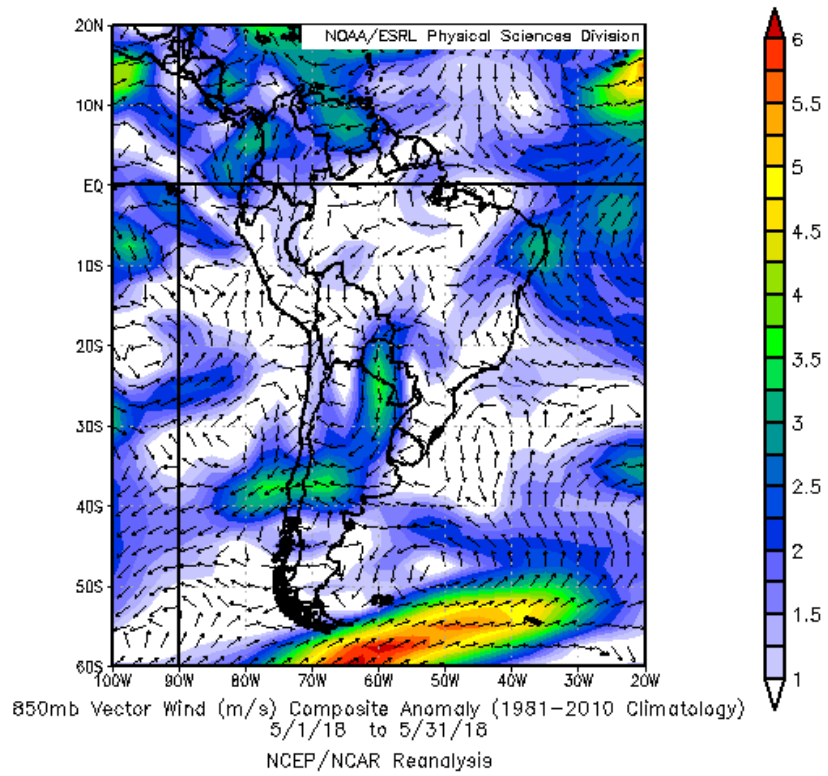 NOAA/ESRL Physical Sciences Division
20N
10N
EQ
10S
20S
30S
40S
50S
60S
100W 90W 80W 70W 60W 50W 40W 30W 20W
6
5.5
5
4.5
4
3.5
3
2.5
2
1.5
1
850mb Vector Wind (m/s) Composite Anomaly (1981-2010 Climatology)
5/1/18 to 5/31/18
NCEP/NCAR Reanalysis